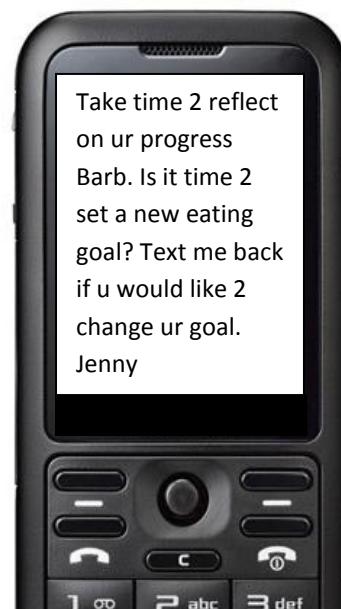 Take time 2 reflect
on ur progress
Barb. Is it time 2
set a new eating
goal? Text me back
if u would like 2
change ur goal.
Jenny
C
1
2 abc
3 def